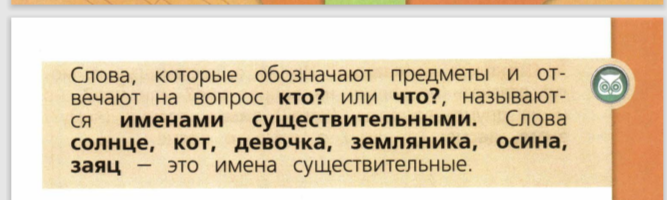 Слова, которые обозначают предметы и от-
вечают на вопрос кто? или что?, называют-
ся именами существительными. Слова
солнце, кот, девочка, земляника, осина,
заяц — это имена существительные.